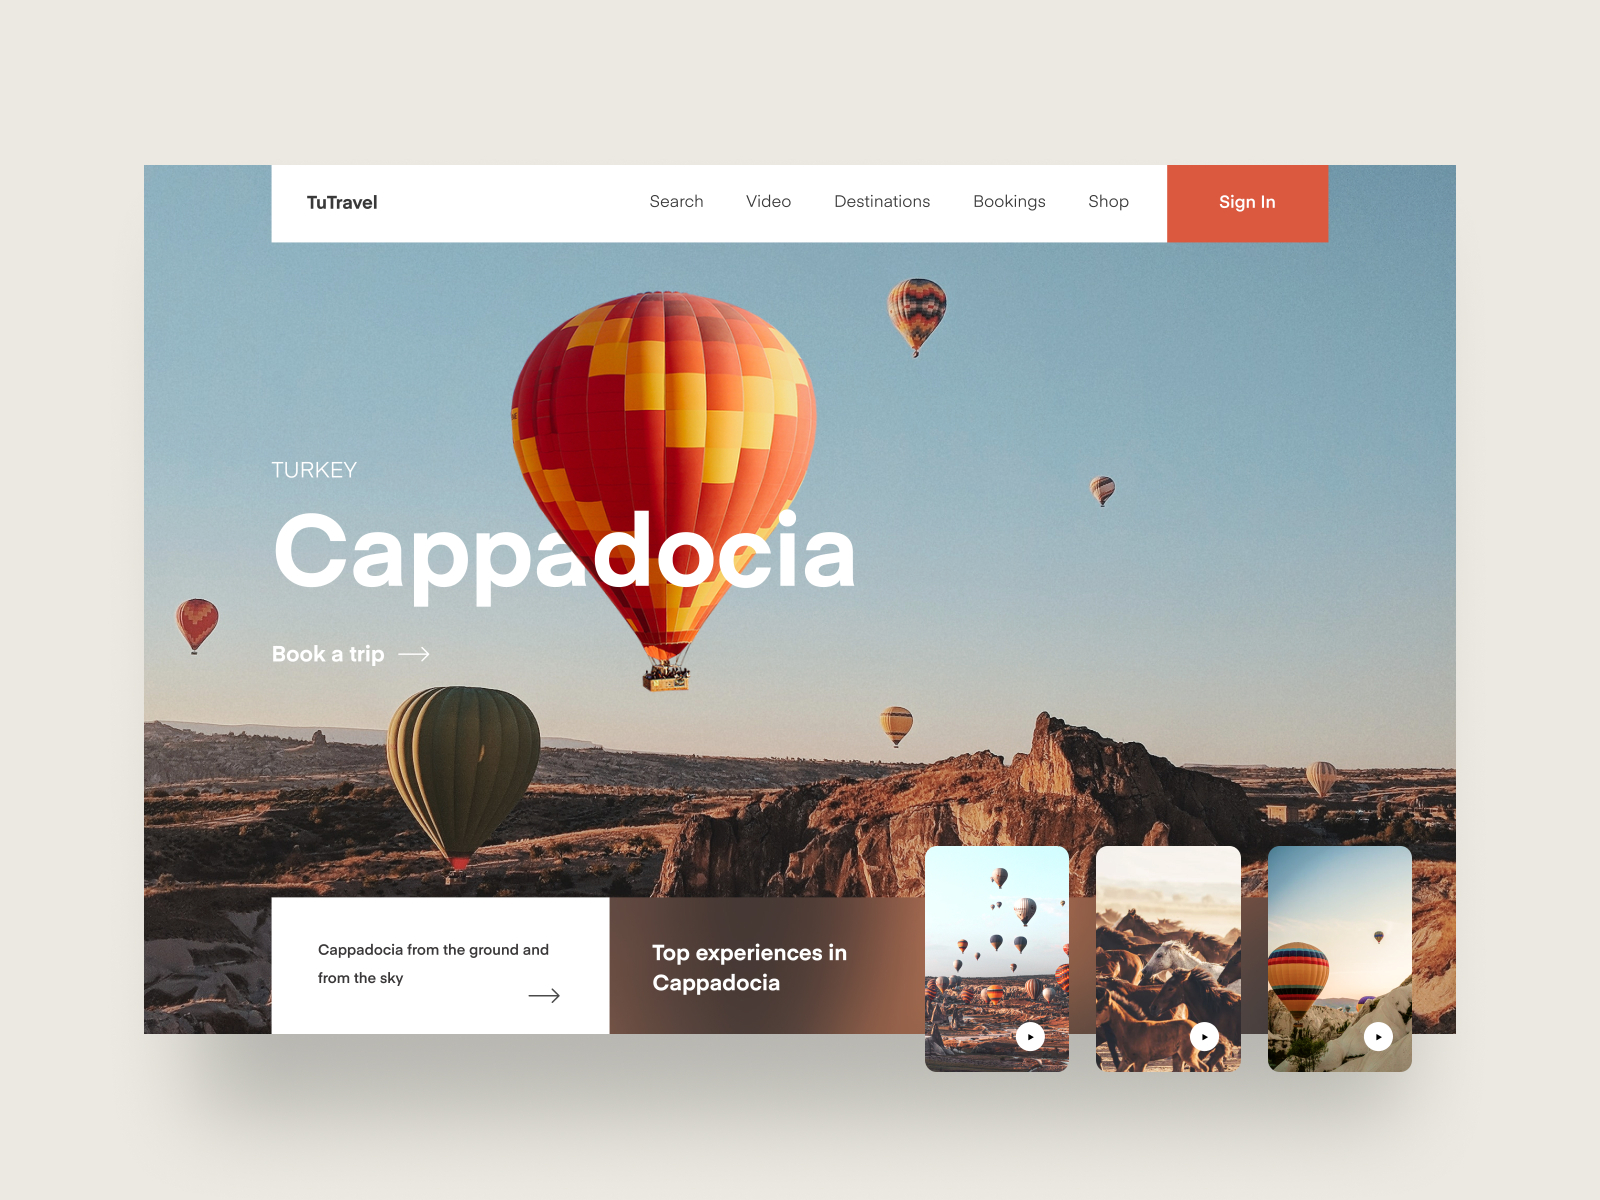 TuTravel
Search
Video
Destinations
Bookings
Shop
Sign In
TURKEY
Cappadocia
Book a trip
Cappadocia from the ground and
from the sky
Top experiences in
Cappadocia